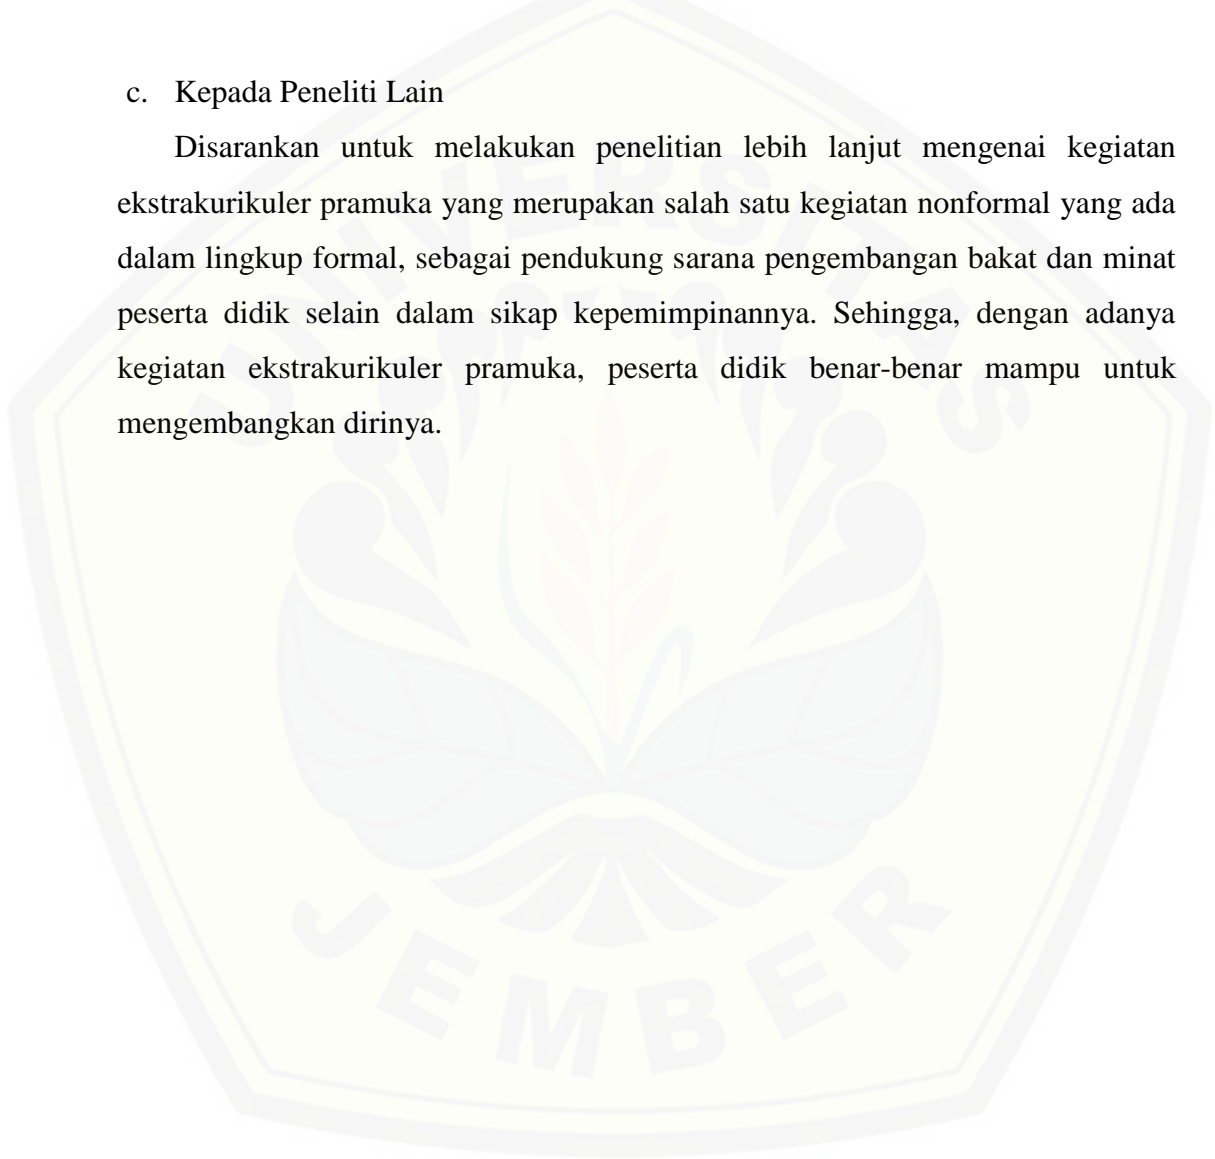 c. Kepada Peneliti Lain
Disarankan untuk melakukan penelitian lebih lanjut mengenai kegiatan
ekstrakurikuler pramuka yang merupakan salah satu kegiatan nonformal yang ada
dalam lingkup formal, sebagai pendukung sarana pengembangan bakat dan minat
peserta didik selain dalam sikap kepemimpinannya. Sehingga, dengan adanya
kegiatan ekstrakurikuler pramuka, peserta didik benar-benar mampu untuk
mengembangkan dirinya.
UNIVERSITAS
JEMBER